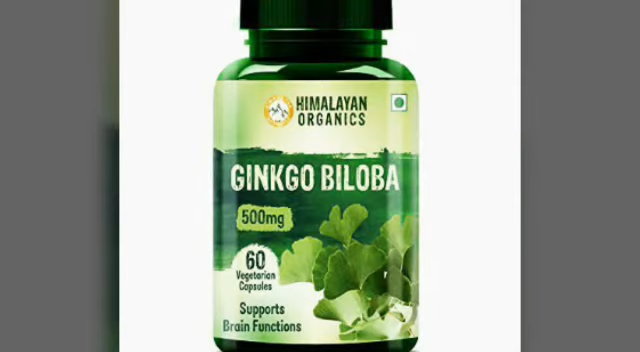 HIMALAYAN
ORGANICS
GINKGO BILOBA
500mg
60
Vegetarian
Capsules
Supports
Brain Functions